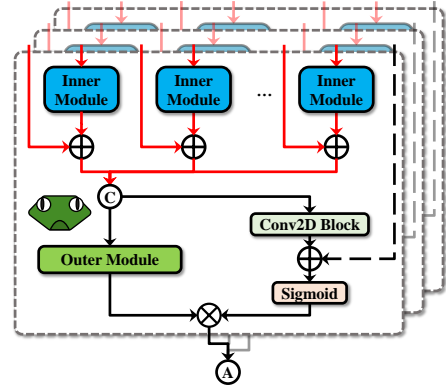 Inner
Module
Inner
Module
...
Inner
Module
C
Conv2D Block
Outer Module
Sigmoid
A